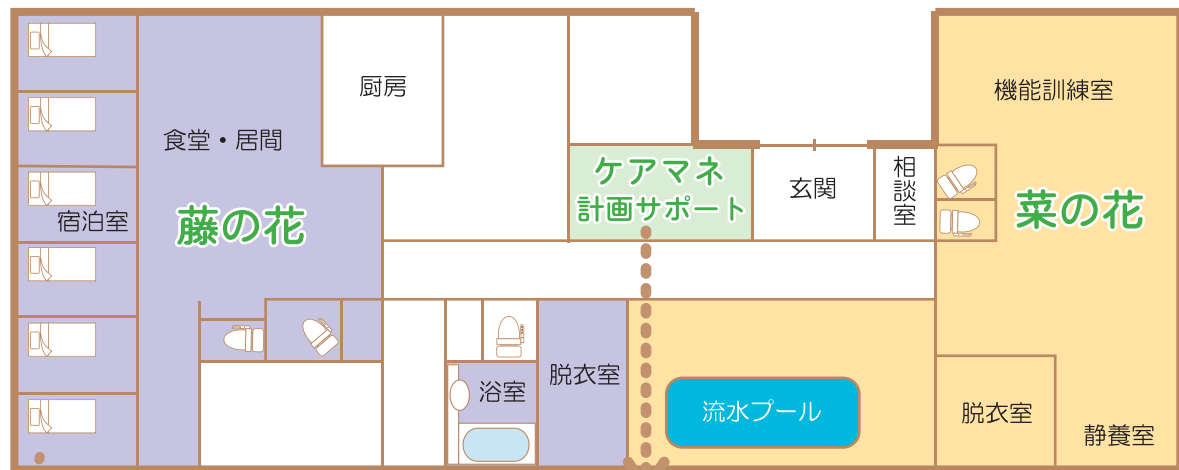 厨房
機能訓練室
食堂・居間
ケアマネ
計画サポート
玄関
相談室
宿泊室
藤の花
菜の花
浴室
脱衣室
流水プール
脱衣室
静養室